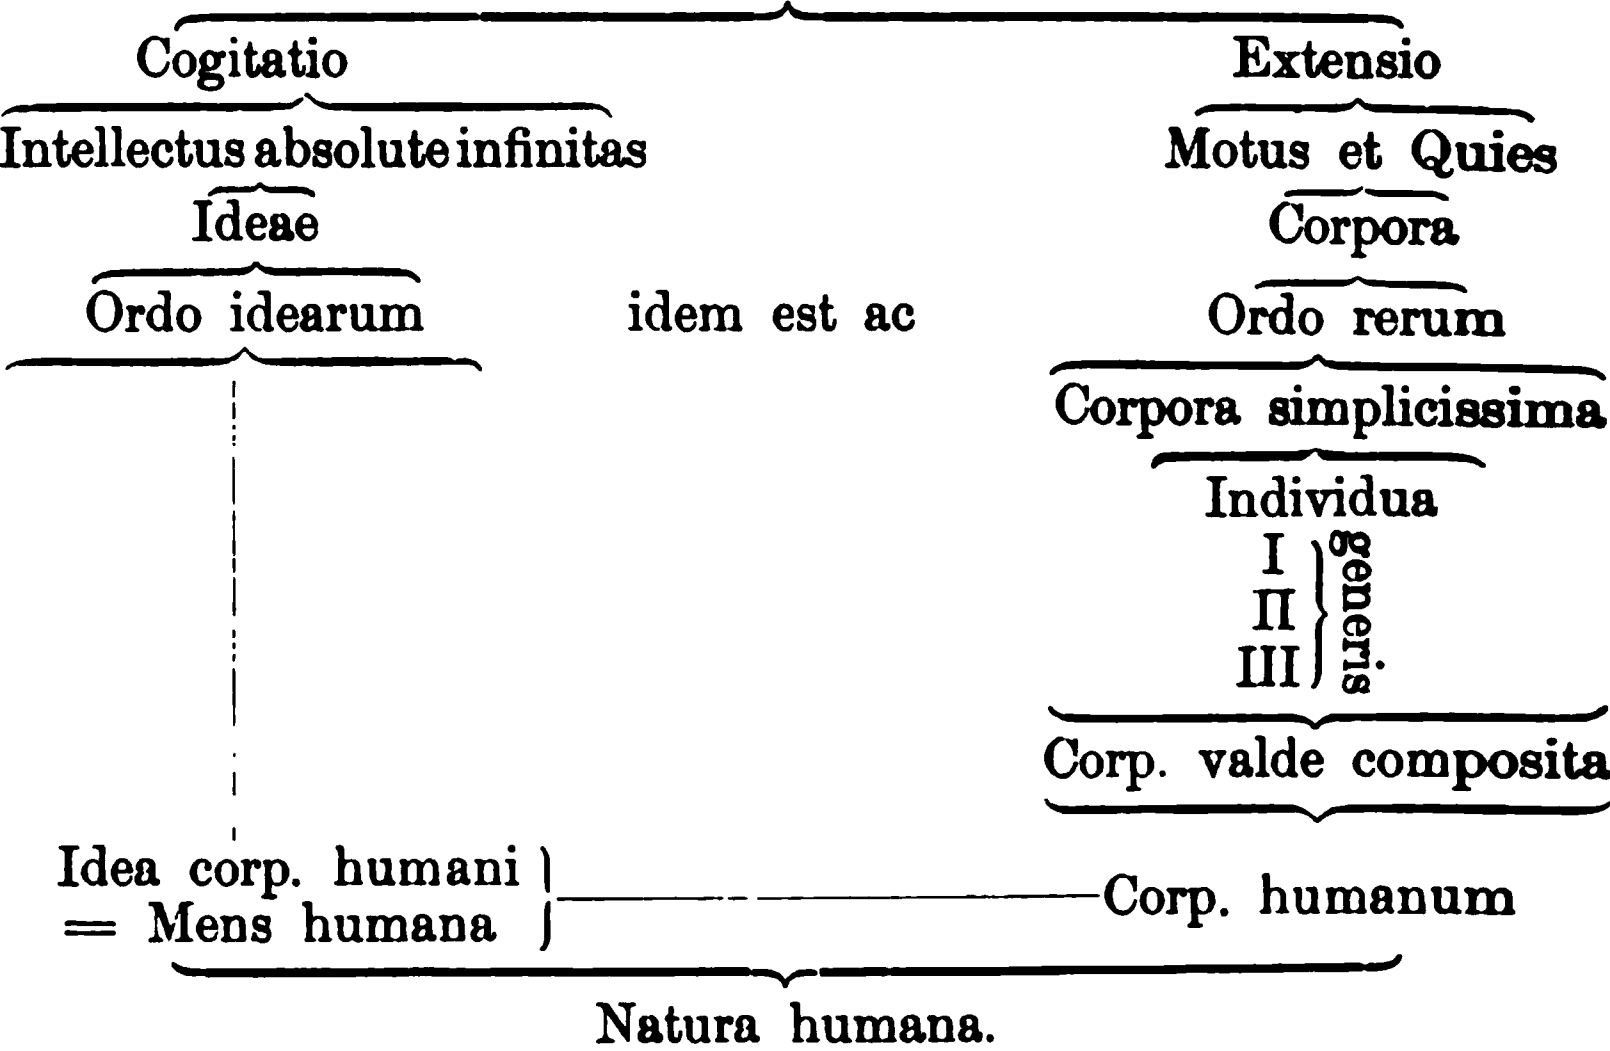 Cogitatio Extensio
Intellectus absolute infinitas Motus et Quies
Ideae Corpora
Ordo idearum idem est ac Ordo rerum
Corpora simplicissima
Individua
I
II
III
generis
Corp. valde composita
Idea corp. humani
= Mens humana
Corp. humanum
Natura humana.